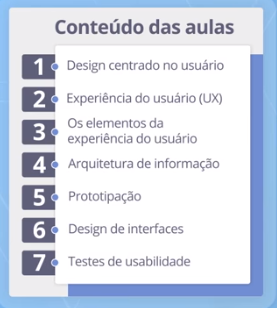 Conteúdo das aulas
1 Design centrado no usuário
2 Experiência do usuário (UX)
3 Os elementos da
experiência do usuário
4 Arquitetura de informação
5 Prototipação
6 Design de interfaces
7 Testes de usabilidade